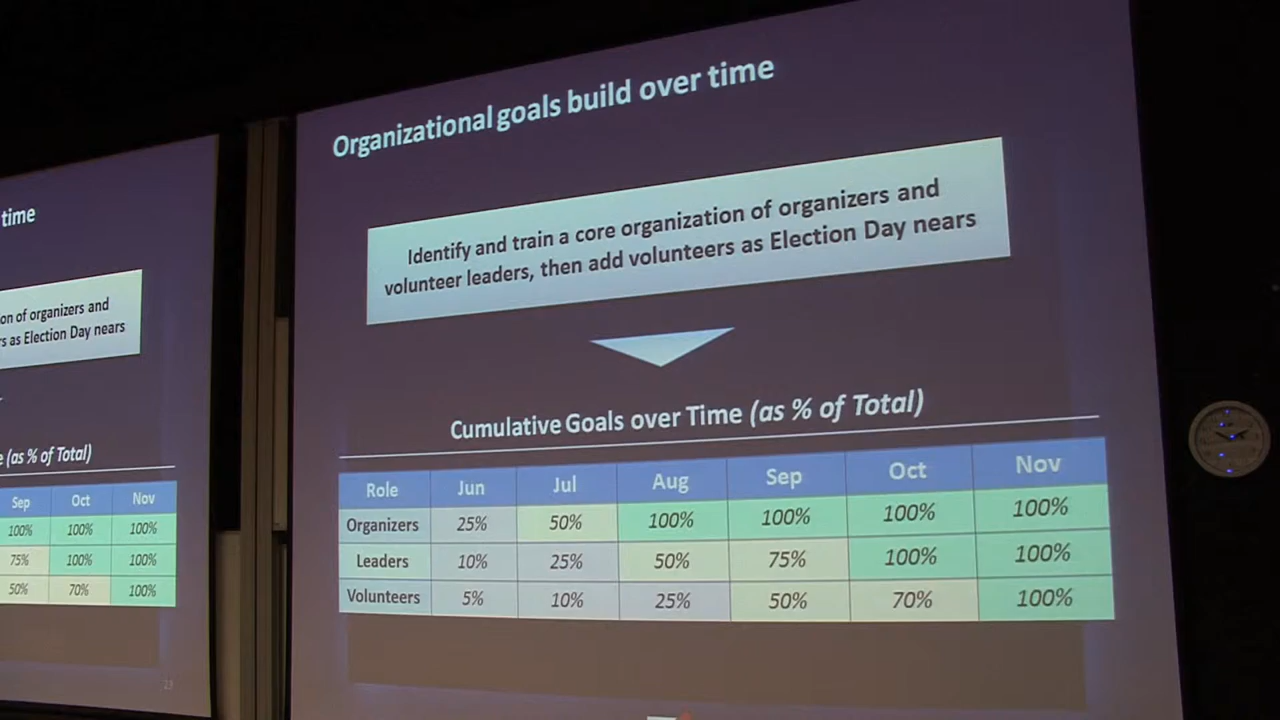 time
on of organizers and
s as Election Day nears
e (as % of Total)
Sep Oct Nov
100% 100% 100%
75% 100% 100%
50% 70% 100%
23
Organizational goals build over time
Identify and train a core organization of organizers and
volunteer leaders, then add volunteers as Election Day nears
Cumulative Goals over Time (as % of Total)
Role Jun Jul Aug Sep Oct Nov
Organizers 25% 50% 100% 100% 100% 100%
Leaders 10% 25% 50% 75% 100% 100%
Volunteers 5% 10% 25% 50% 70% 100%